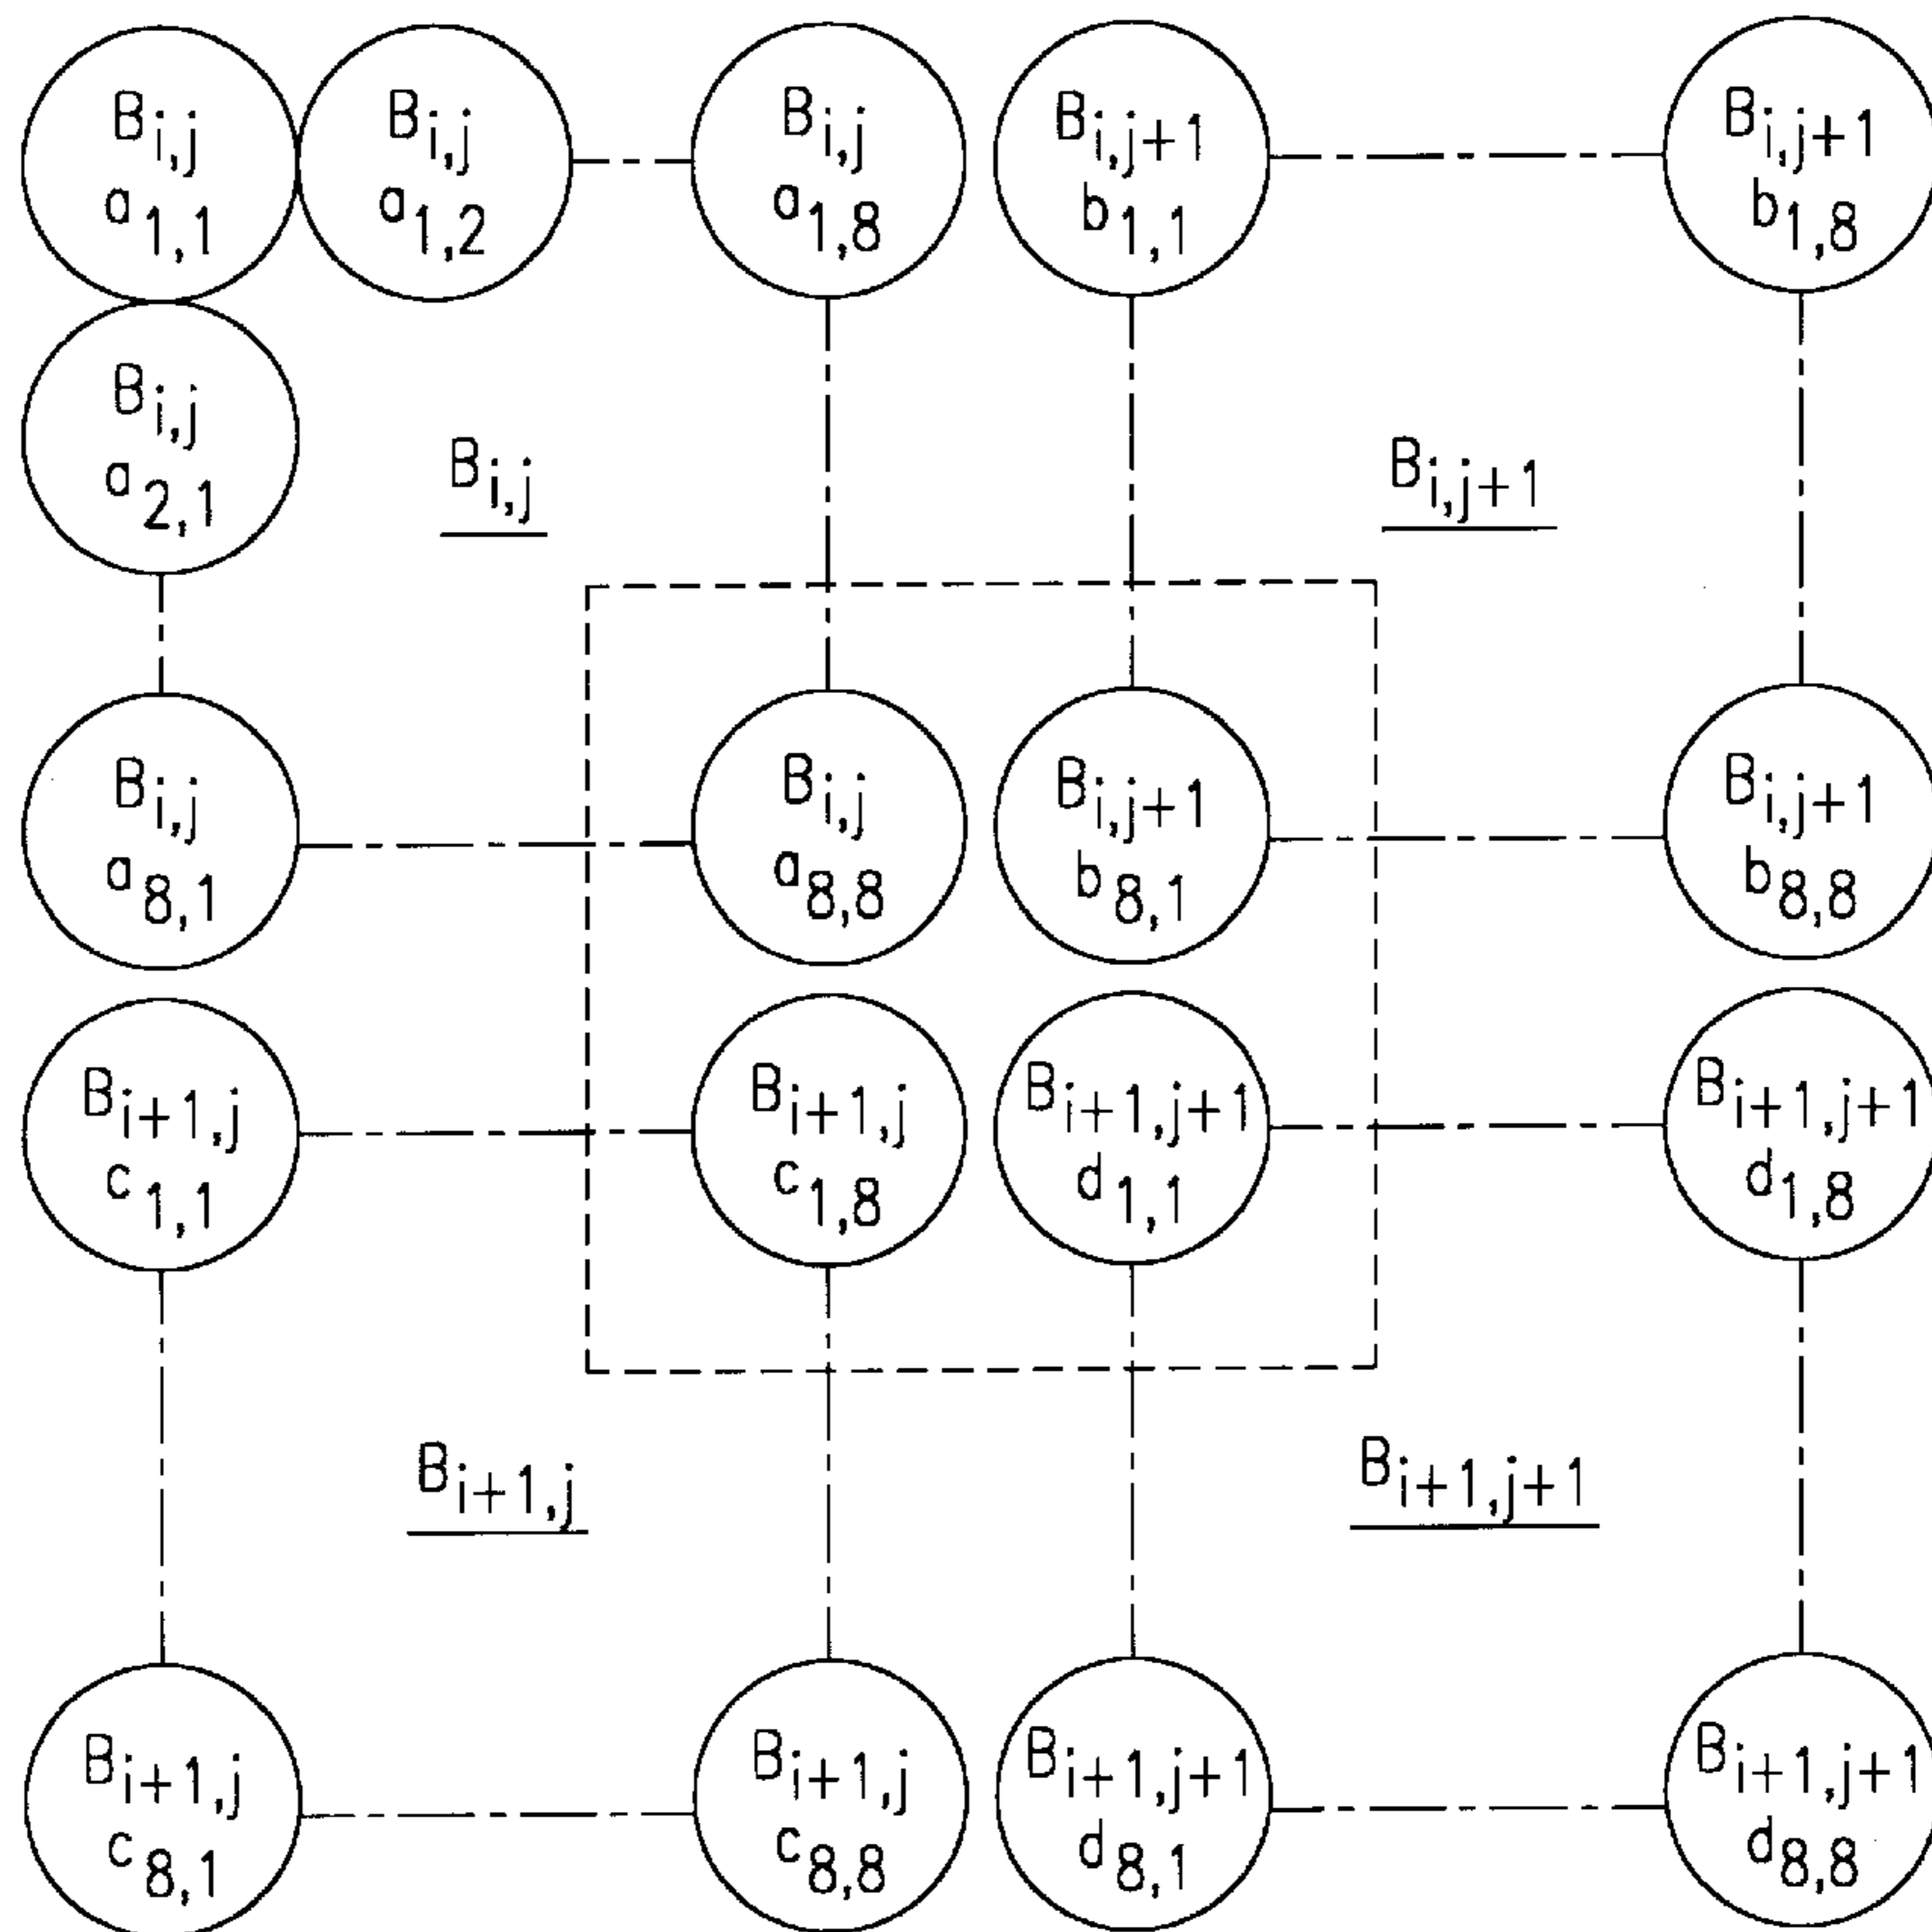 B i,j
a 1,1
B i,j
a 1,2
B i,j
a 1,8
B i,j+1
b 1,1
B i,j+1
b 1,8
B i,j
a 2,1
B i,j
B i,j+1
B i,j
a 8,1
B i,j
a 8,8
B i,j+1
b 8,1
B i,j+1
b 8,8
B i+1,j
c 1,1
B i+1,j
c 1,8
B i+1,j+1
d 1,1
B i+1,j+1
d 1,8
B i+1,j
B i+1,j+1
B i+1,j
c 8,1
B i+1,j
c 8,8
B i+1,j+1
d 8,1
B i+1,j+1
d 8,8